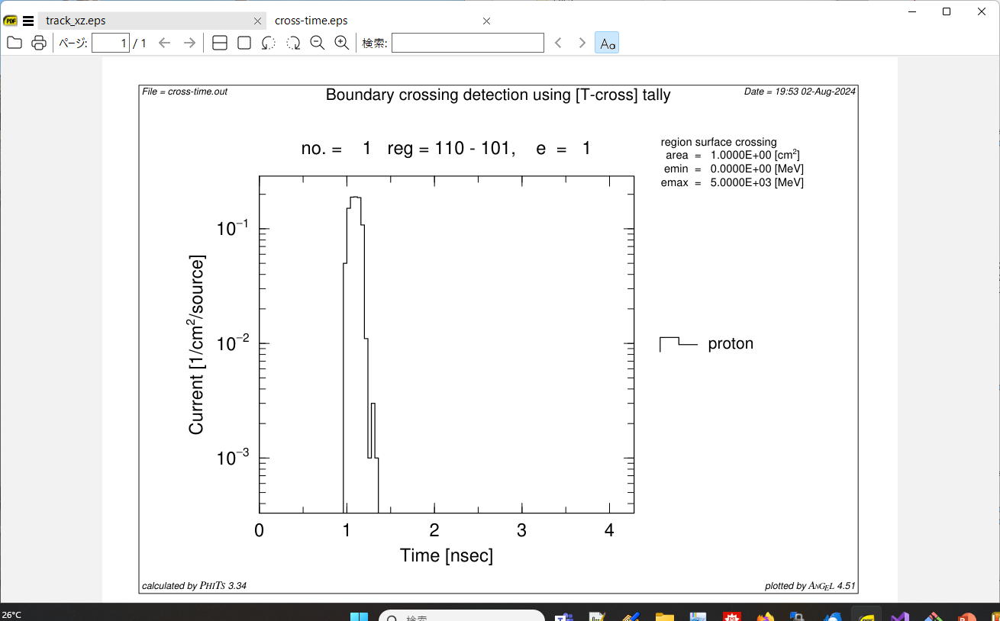 PDF
track_xz.eps
cross-time.eps
ページ:
1
/ 1
検索:
Aa
File = cross-time.out
Boundary crossing detection using [T-cross] tally
Date = 19:53 02-Aug-2024
no. = 1 reg = 110 - 101, e = 1
region surface crossing
area = 1.0000E+00 [cm²]
emin = 0.0000E+00 [MeV]
emax = 5.0000E+03 [MeV]
10⁻¹
10⁻²
10⁻³
Current [1/cm²/source]
proton
0 1 2 3 4
Time [nsec]
calculated by PHITS 3.34
plotted by ANGEL 4.51
26°C
検索